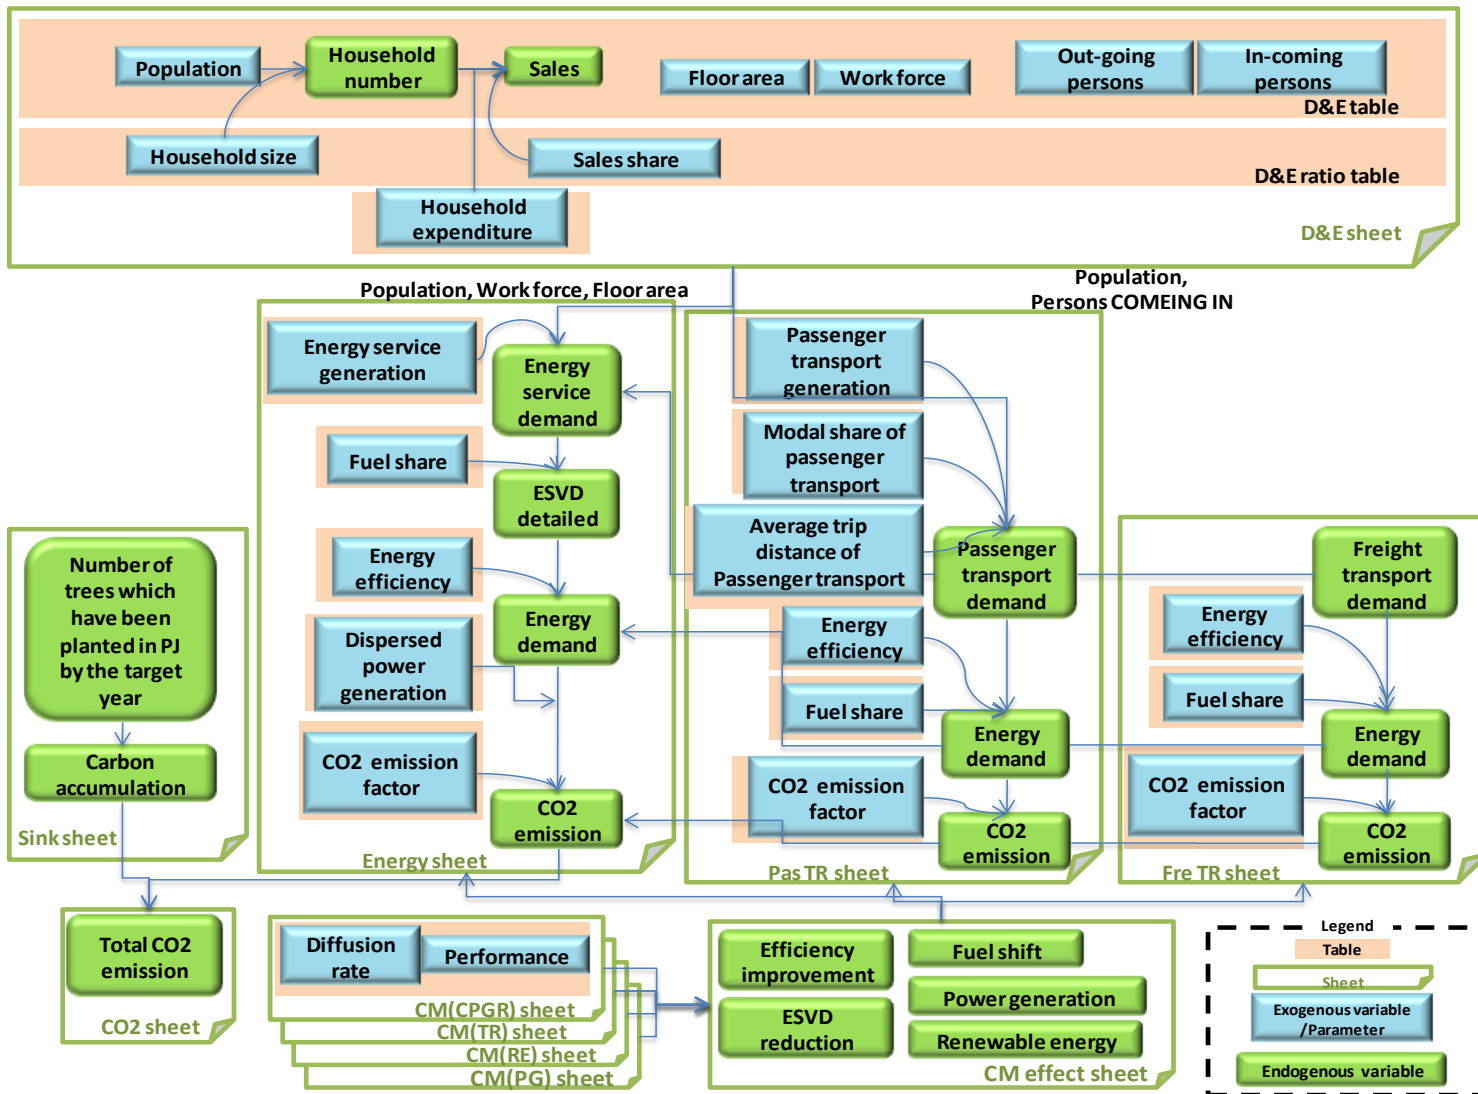 Population
Household
number
Sales
Floor area
Work force
Out-going
persons
In-coming
persons
D&E table
Household size
Sales share
D&E ratio table
Household
expenditure
D&E sheet
Population, Work force, Floor area
Population,
Persons COMEING IN
Energy service
generation
Energy
service
demand
Fuel share
ESVD
detailed
Energy
efficiency
Energy
demand
Dispersed
power
generation
CO2 emission
factor
CO2
emission
Energy sheet
Passenger
transport
generation
Modal share of
passenger
transport
Average trip
distance of
Passenger transport
Passenger
transport
demand
Energy
efficiency
Fuel share
Energy
demand
CO2 emission
factor
CO2
emission
Pas TR sheet
Freight
transport
demand
Energy
efficiency
Fuel share
Energy
demand
CO2 emission
factor
CO2
emission
Fre TR sheet
Number of
trees which
have been
planted in PJ
by the target
year
Carbon
accumulation
Sink sheet
Total CO2
emission
CO2 sheet
Diffusion
rate
Performance
CM(CPGR) sheet
CM(TR) sheet
CM(RE) sheet
CM(PG) sheet
Efficiency
improvement
Fuel shift
Power generation
ESVD
reduction
Renewable energy
CM effect sheet
Legend
Table
Sheet
Exogenous variable
/Parameter
Endogenous variable